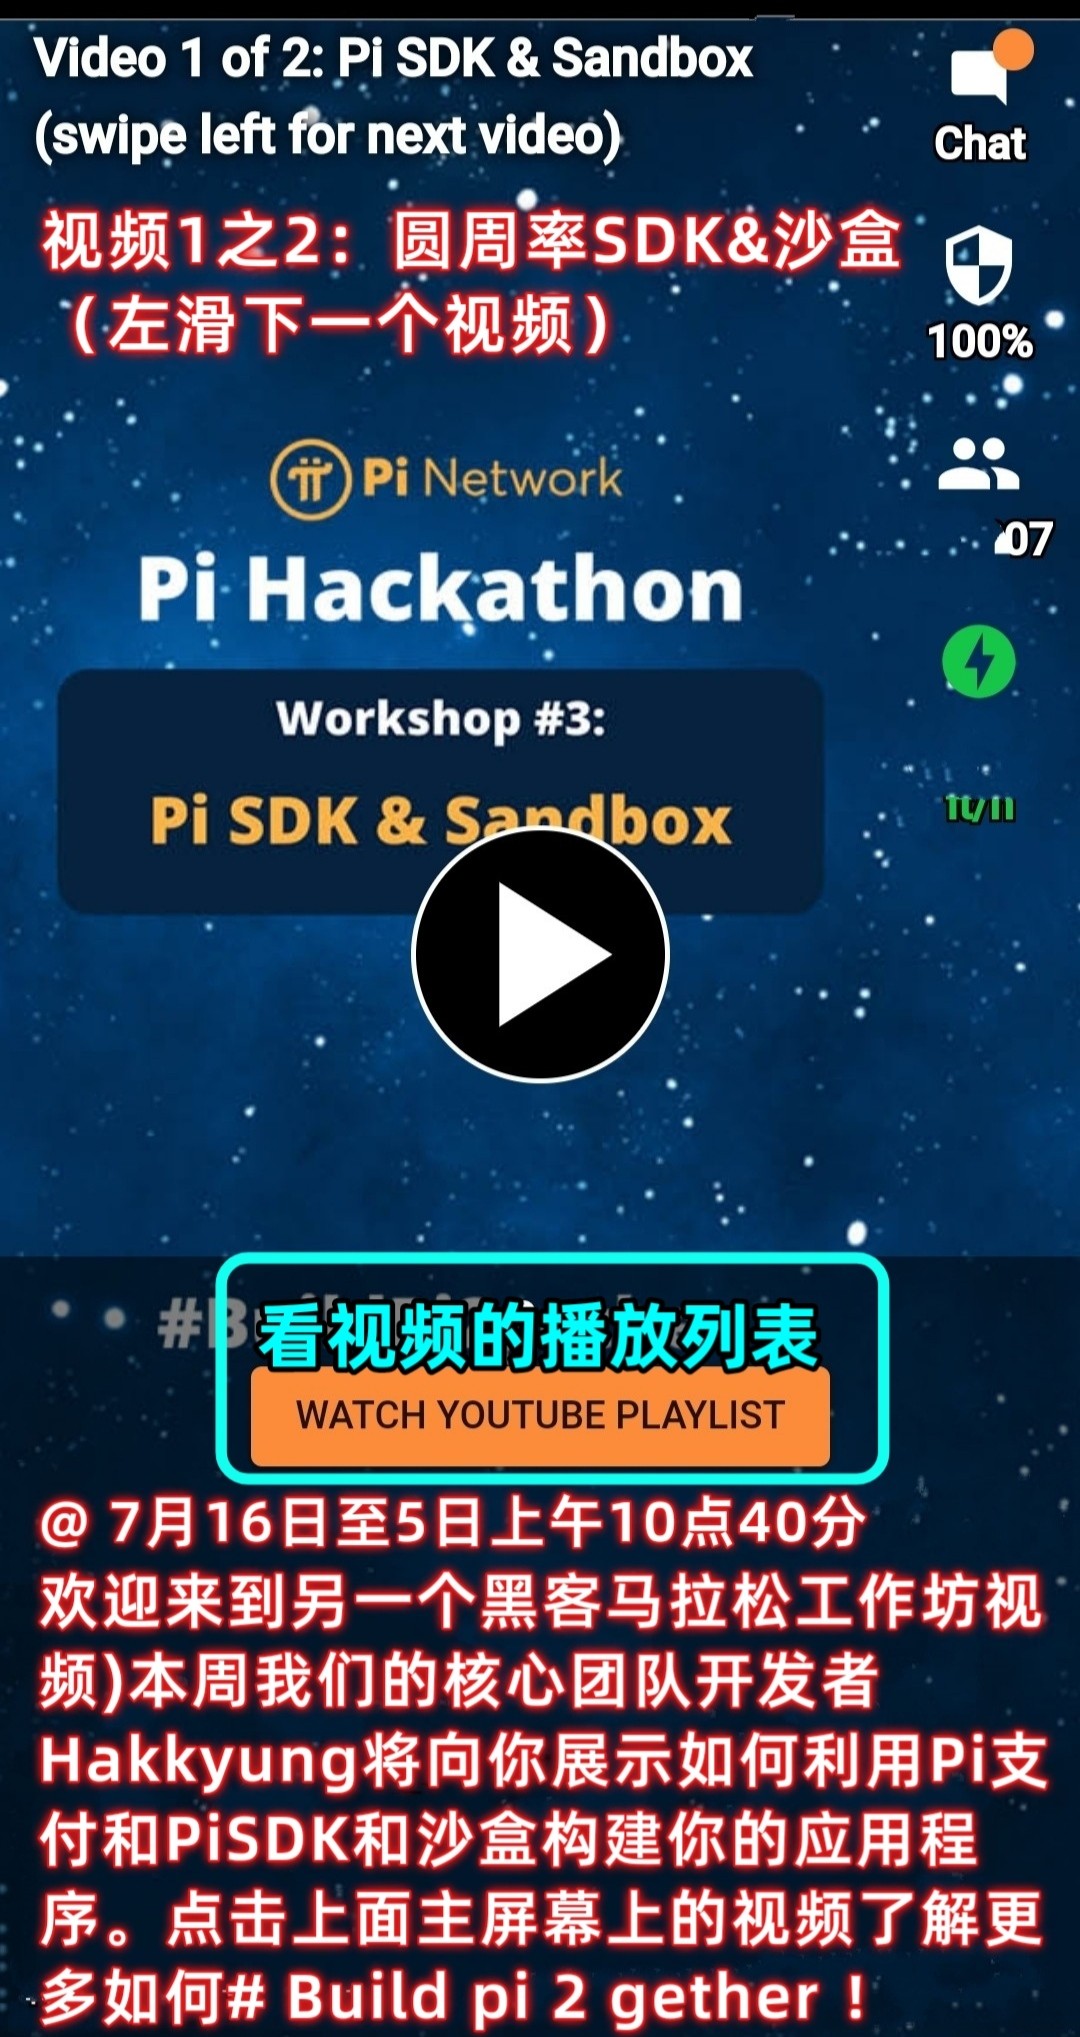 Video 1 of 2: Pi SDK & Sandbox
(swipe left for next video)
Chat
视频1之2：圆周率SDK&沙盒
（左滑下一个视频）
100%
Pi Network
07
Pi Hackathon
Workshop #3:
Pi SDK & Sandbox
看视频的播放列表
WATCH YOUTUBE PLAYLIST
@ 7月16日至5日上午10点40分
欢迎来到另一个黑客马拉松工作坊视
频)本周我们的核心团队开发者
Hakkyung将向你展示如何利用Pi支
付和PiSDK和沙盒构建你的应用程
序。点击上面主屏幕上的视频了解更
多如何# Build pi 2 gether！